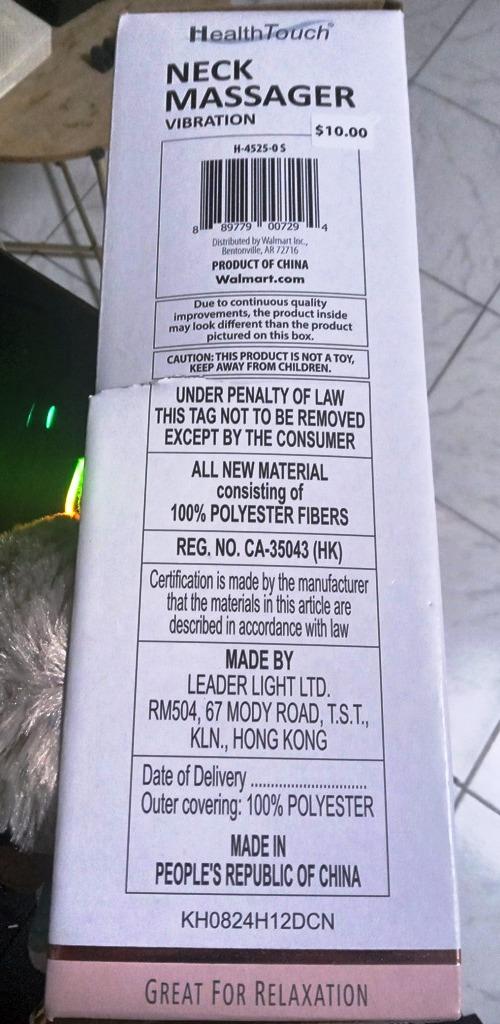 HealthTouch®
NECK
MASSAGER
VIBRATION
$10.00
H-4525-0 S
8 89779 00729 4
Distributed by Walmart Inc.,
Bentonville, AR 72716
PRODUCT OF CHINA
Walmart.com
Due to continuous quality
improvements, the product inside
may look different than the product
pictured on this box.
CAUTION: THIS PRODUCT IS NOT A TOY,
KEEP AWAY FROM CHILDREN.
UNDER PENALTY OF LAW
THIS TAG NOT TO BE REMOVED
EXCEPT BY THE CONSUMER
ALL NEW MATERIAL
consisting of
100% POLYESTER FIBERS
REG. NO. CA-35043 (HK)
Certification is made by the manufacturer
that the materials in this article are
described in accordance with law
MADE BY
LEADER LIGHT LTD.
RM504, 67 MODY ROAD, T.S.T.,
KLN., HONG KONG
Date of Delivery ..............................
Outer covering: 100% POLYESTER
MADE IN
PEOPLE'S REPUBLIC OF CHINA
KH0824H12DCN
GREAT FOR RELAXATION